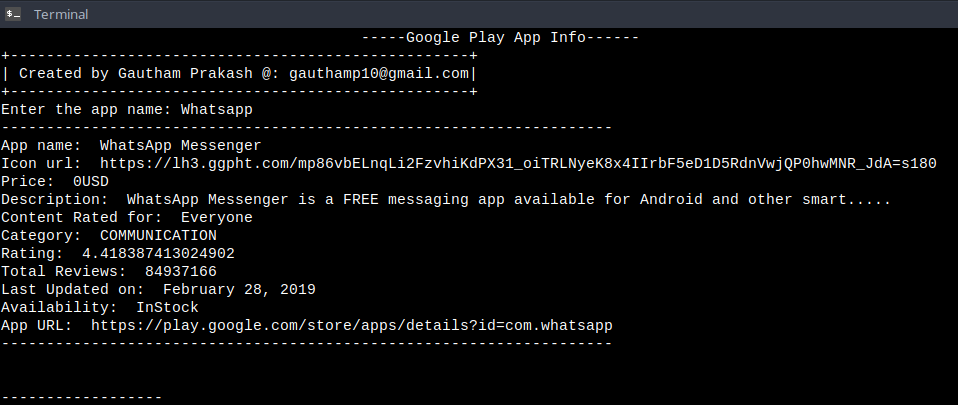 Terminal
-----Google Play App Info------
+---------------------------------------------------+
| Created by Gautham Prakash @: gauthamp10@gmail.com|
+---------------------------------------------------+
Enter the app name: Whatsapp
--------------------------------------------------------------------
App name:  WhatsApp Messenger
Icon url:  https://lh3.ggpht.com/mp86vbELnqLi2FzvhiKdPX31_oiTRLNyeK8x4IIrbF5eD1D5RdnVwjQP0hwMNR_JdA=s180
Price:  0USD
Description:  WhatsApp Messenger is a FREE messaging app available for Android and other smart.....
Content Rated for:  Everyone
Category:  COMMUNICATION
Rating:  4.418387413024902
Total Reviews:  84937166
Last Updated on:  February 28, 2019
Availability:  InStock
App URL:  https://play.google.com/store/apps/details?id=com.whatsapp
--------------------------------------------------------------------
------------------